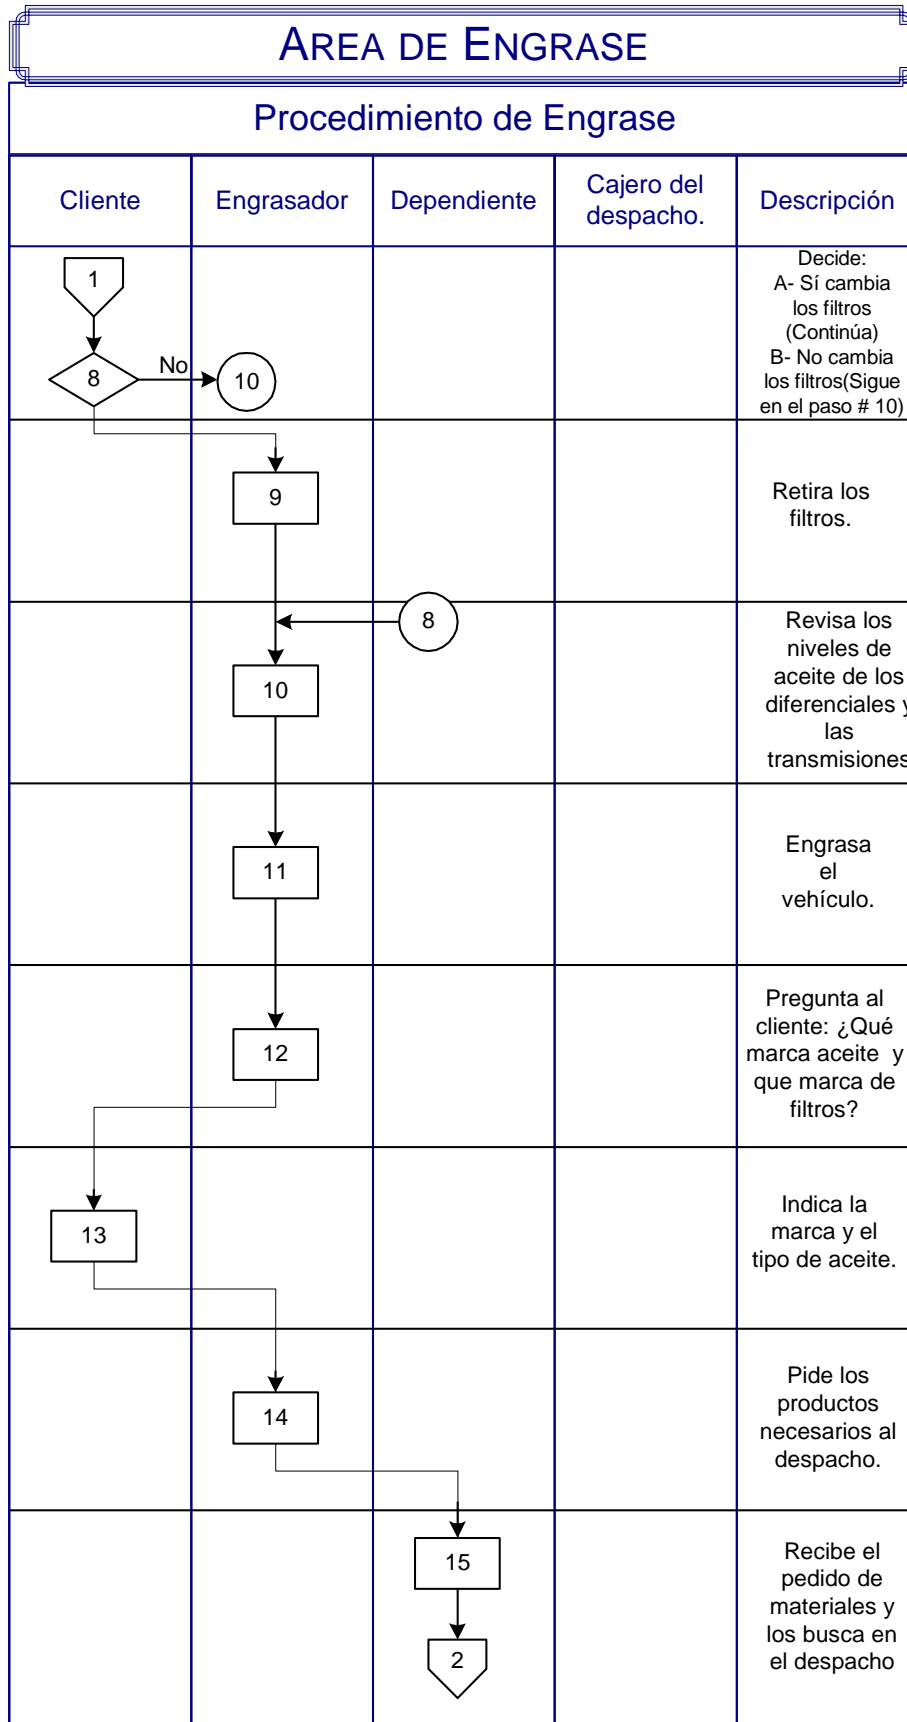 AREA DE ENGRASE
Procedimiento de Engrase
Cliente
Engrasador
Dependiente
Cajero del
despacho.
Descripción
1
8
No
10
Decide:
A- Sí cambia
los filtros
(Continúa)
B- No cambia
los filtros(Sigue
en el paso # 10)
9
Retira los
filtros.
8
10
Revisa los
niveles de
aceite de los
diferenciales y
las
transmisiones
11
Engrasa
el
vehículo.
12
Pregunta al
cliente: ¿Qué
marca aceite y
que marca de
filtros?
13
Indica la
marca y el
tipo de aceite.
14
Pide los
productos
necesarios al
despacho.
15
2
Recibe el
pedido de
materiales y
los busca en
el despacho